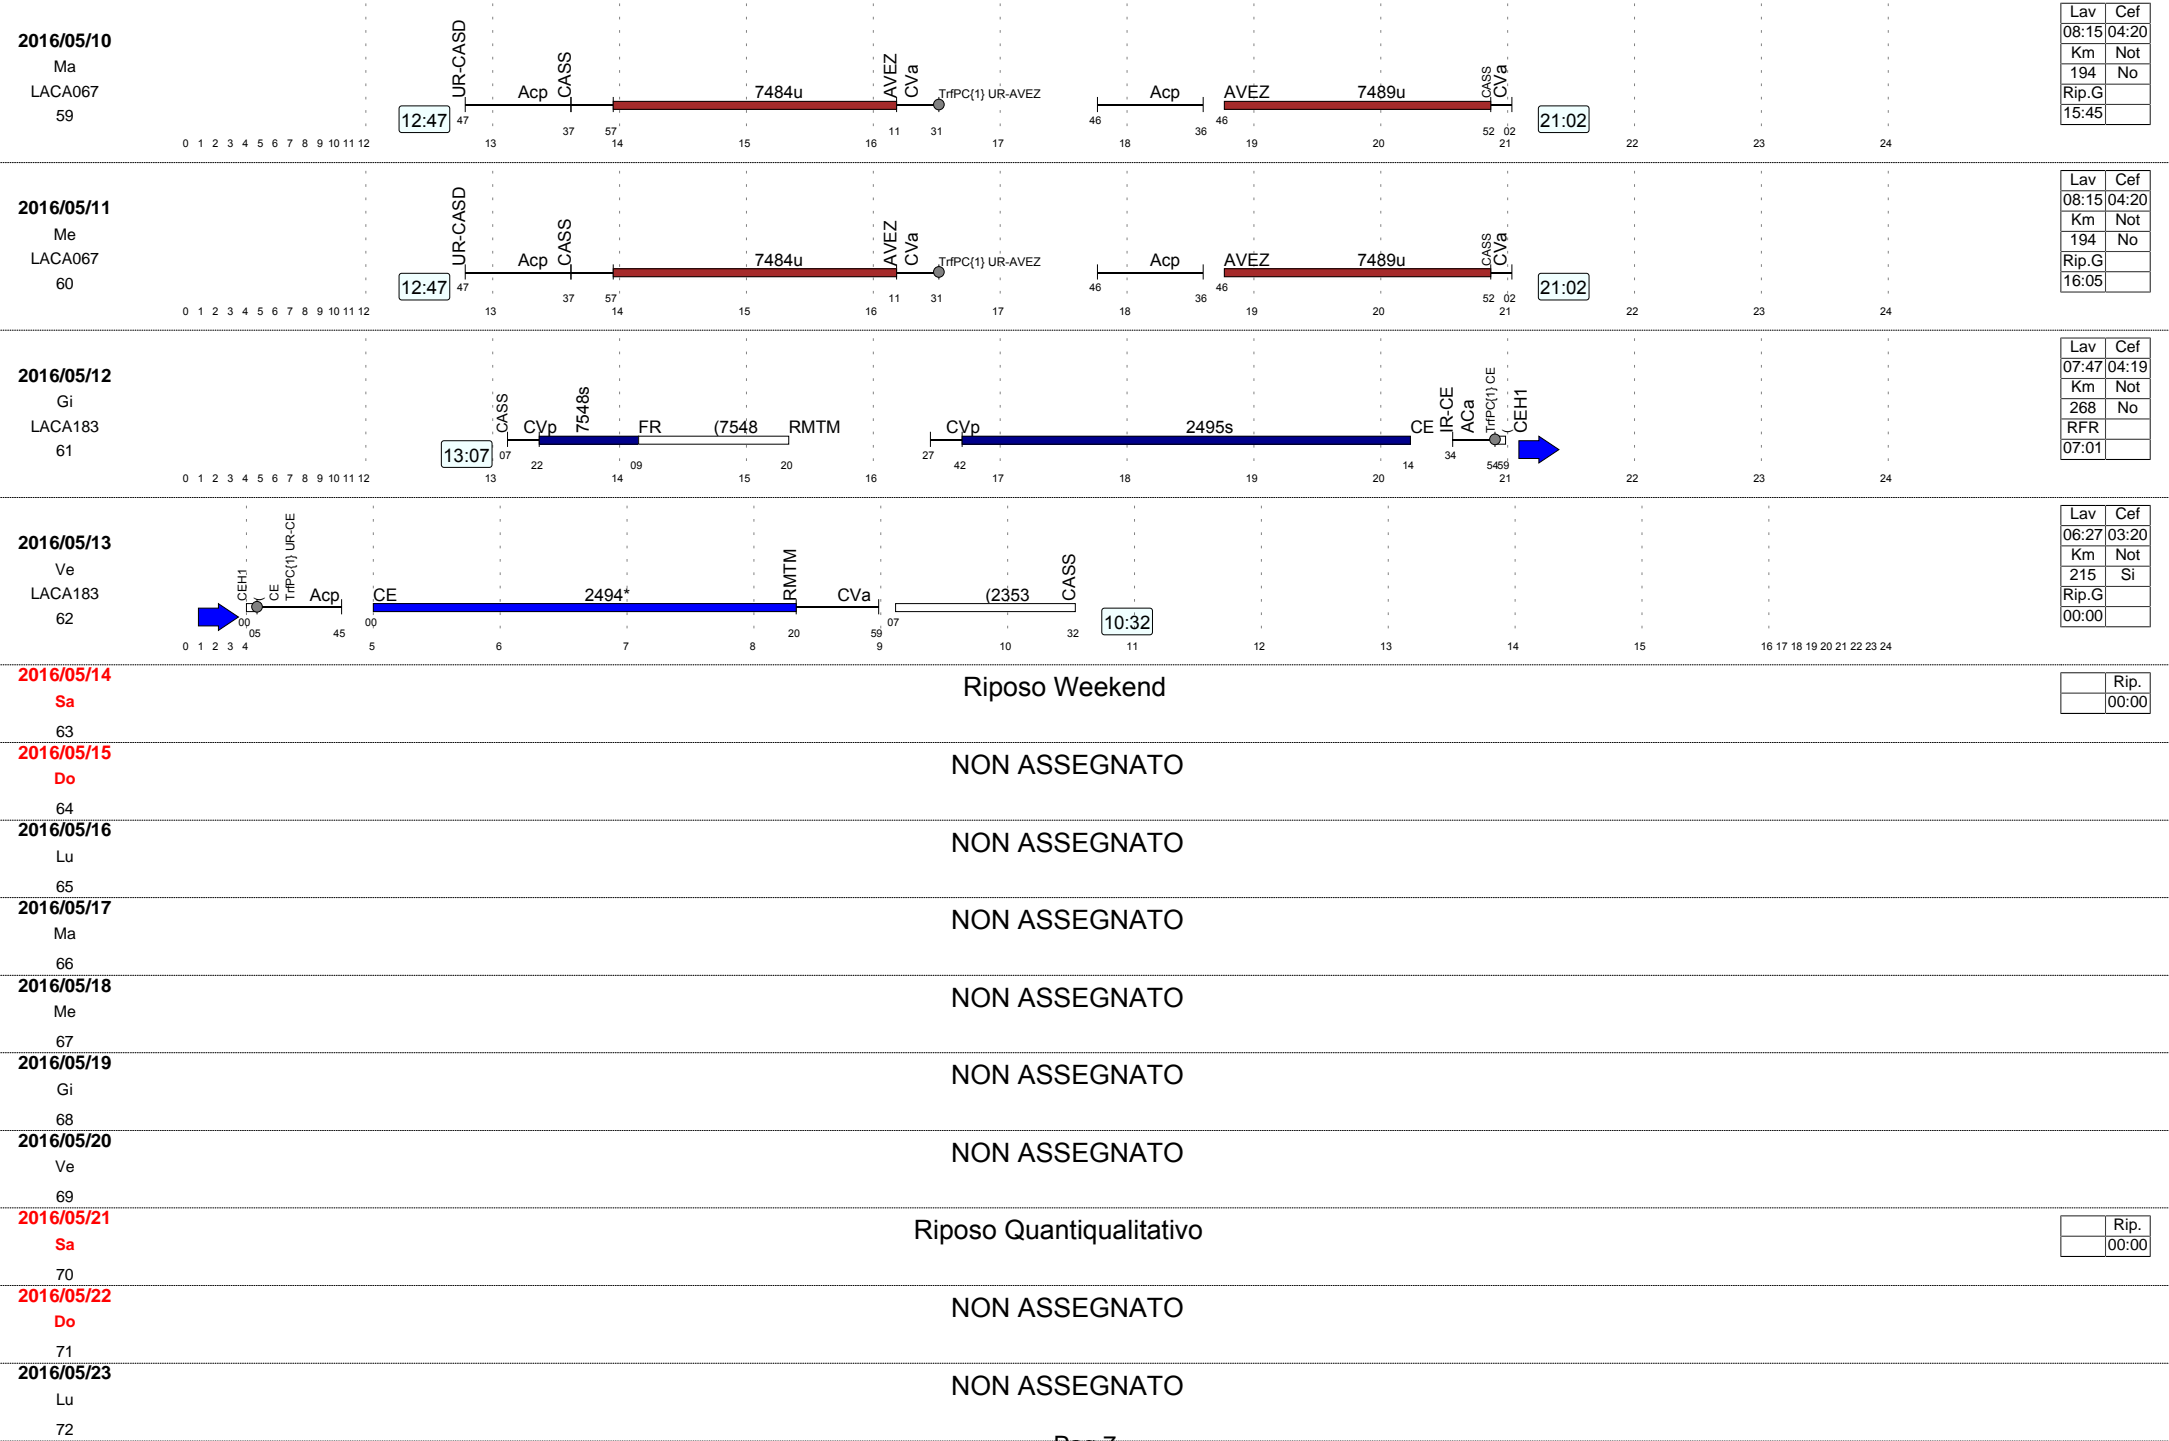 2016/05/10
Ma
LACA067
59
12:47
UR-CASD Acp CASS 7484u AVEZ CVa TrfPC{1} UR-AVEZ Acp AVEZ 7489u CASS CVa
47 37 57 11 31 46 36 46 52 02
21:02
0 1 2 3 4 5 6 7 8 9 10 11 12 13 14 15 16 17 18 19 20 21 22 23 24
Lav Cef
08:15 04:20
Km Not
194 No
Rip.G
15:45
2016/05/11
Me
LACA067
60
12:47
UR-CASD Acp CASS 7484u AVEZ CVa TrfPC{1} UR-AVEZ Acp AVEZ 7489u CASS CVa
47 37 57 11 31 46 36 46 52 02
21:02
0 1 2 3 4 5 6 7 8 9 10 11 12 13 14 15 16 17 18 19 20 21 22 23 24
Lav Cef
08:15 04:20
Km Not
194 No
Rip.G
16:05
2016/05/12
Gi
LACA183
61
13:07
CASS CVp 7548s FR (7548 RMTM CVp 2495s CE IR-CE ACa TrfPC{1} CE ( CEH1
07 22 09 20 27 42 14 34 54 59
0 1 2 3 4 5 6 7 8 9 10 11 12 13 14 15 16 17 18 19 20 21 22 23 24
Lav Cef
07:47 04:19
Km Not
268 No
RFR
07:01
2016/05/13
Ve
LACA183
62
CEH1 ( CE TrfPC{1} UR-CE Acp CE 2494* RMTM CVa (2353 CASS
00 05 45 00 20 59 07 32
10:32
0 1 2 3 4 5 6 7 8 9 10 11 12 13 14 15 16 17 18 19 20 21 22 23 24
Lav Cef
06:27 03:20
Km Not
215 Si
Rip.G
00:00
2016/05/14
Sa
63
Riposo Weekend
Rip.
00:00
2016/05/15
Do
64
NON ASSEGNATO
2016/05/16
Lu
65
NON ASSEGNATO
2016/05/17
Ma
66
NON ASSEGNATO
2016/05/18
Me
67
NON ASSEGNATO
2016/05/19
Gi
68
NON ASSEGNATO
2016/05/20
Ve
69
NON ASSEGNATO
2016/05/21
Sa
70
Riposo Quantiqualitativo
Rip.
00:00
2016/05/22
Do
71
NON ASSEGNATO
2016/05/23
Lu
72
NON ASSEGNATO